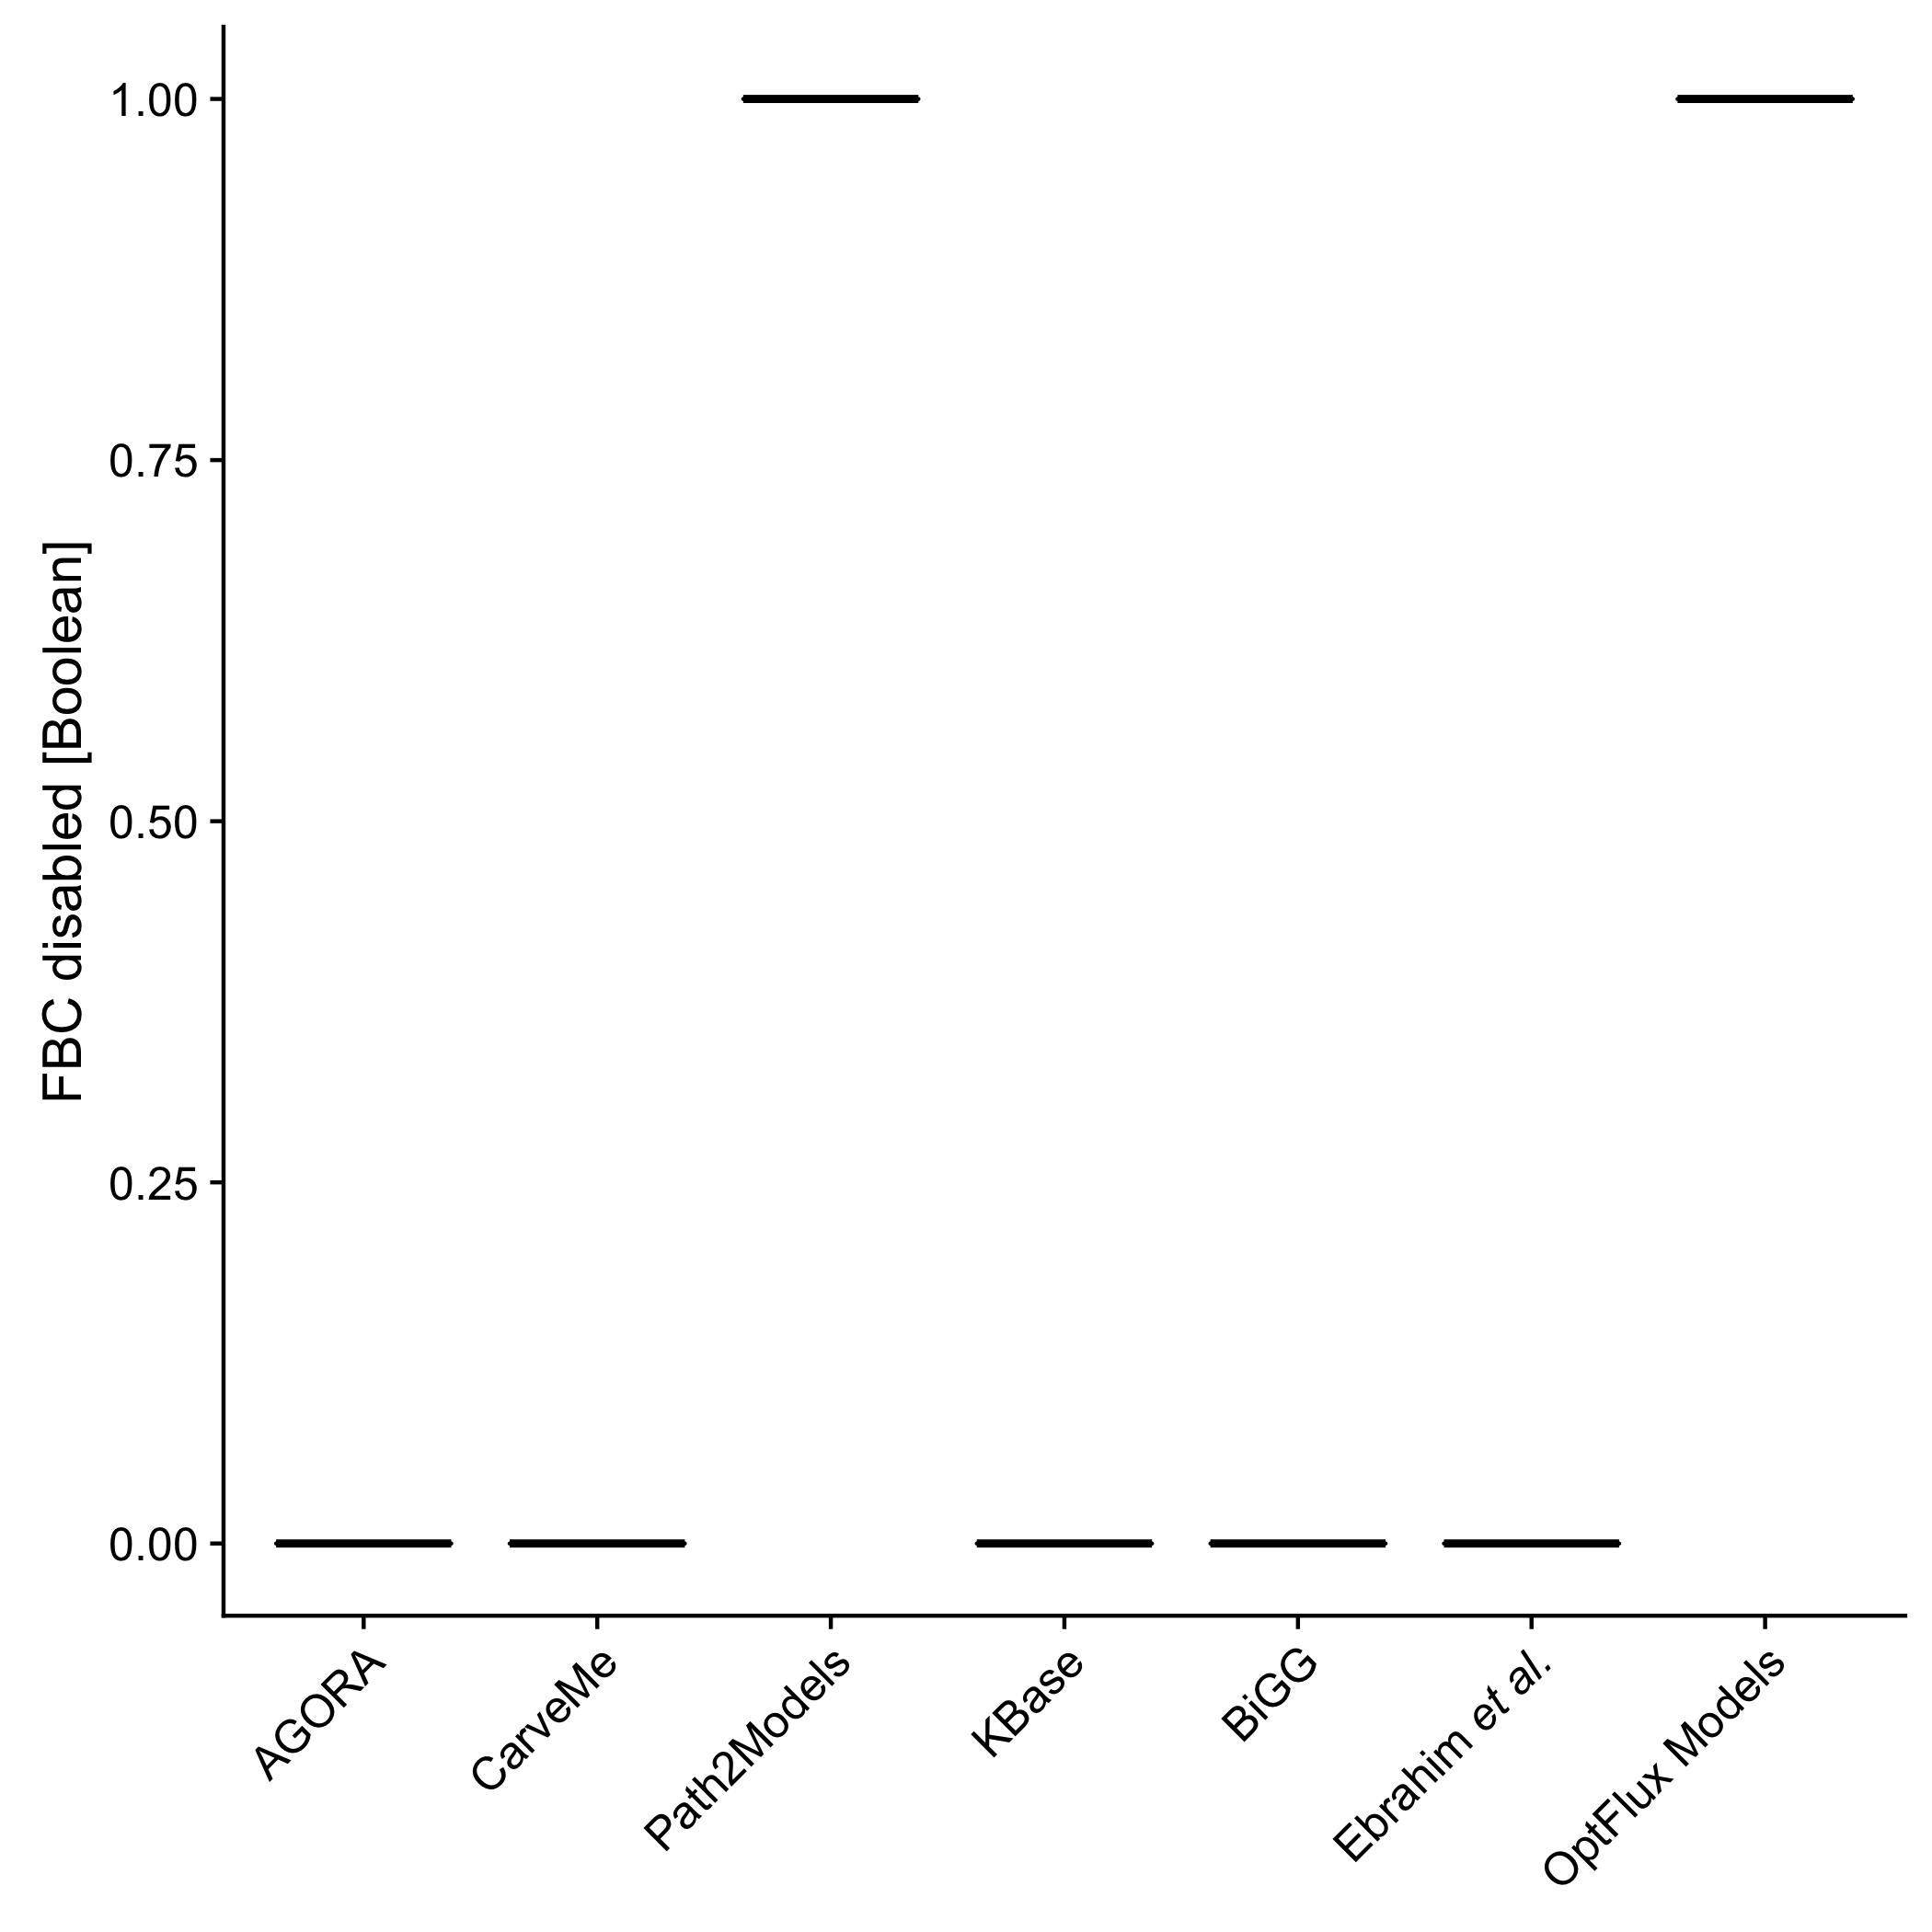 FBC disabled [Boolean]
1.00
0.75
0.50
0.25
0.00
AGORA
CarveMe
Path2Models
KBase
BiGG
Ebrahim et al.
OptFlux Models